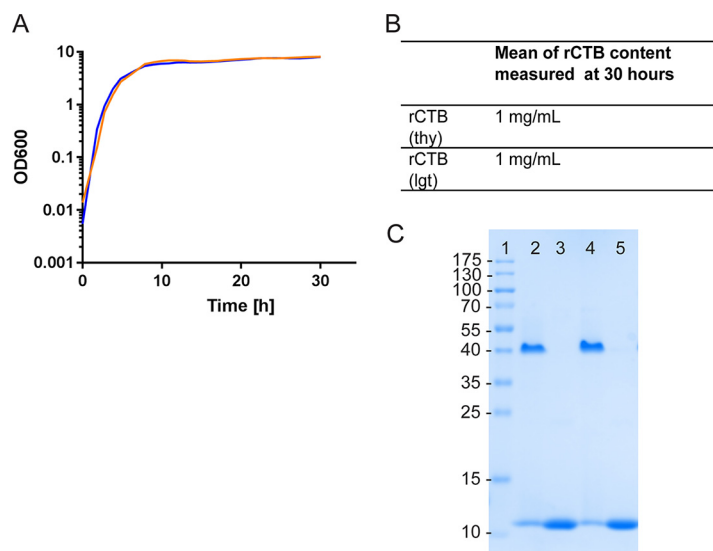 A
10
1
0.1
0.01
0.001
OD600
0
10
20
30
Time [h]
B
Mean of rCTB content
measured at 30 hours
rCTB 1 mg/mL
(thy)
rCTB 1 mg/mL
(lgt)
C
1 2 3 4 5
175 -
130 -
100 -
70 -
55 -
40 -
35 -
25 -
15 -
10 -